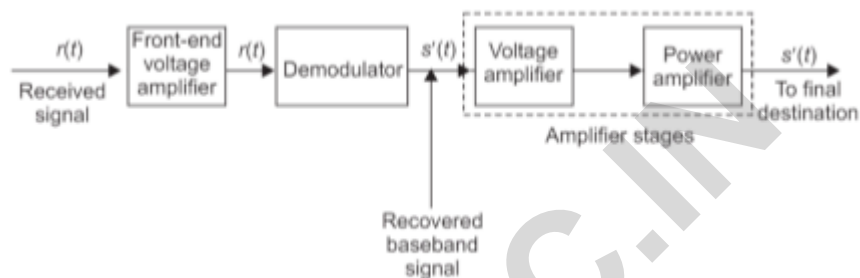 r(t)
Received
signal
Front-end
voltage
amplifier
r(t)
Demodulator
s'(t)
Voltage
amplifier
Power
amplifier
s'(t)
To final
destination
Amplifier stages
Recovered
baseband
signal
C.IN